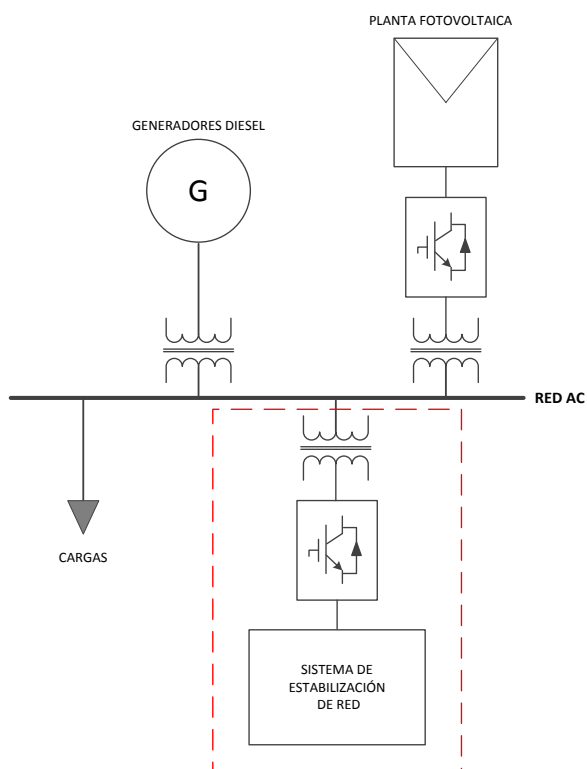 PLANTA FOTOVOLTAICA
GENERADORES DIESEL
G
RED AC
CARGAS
SISTEMA DE
ESTABILIZACIÓN
DE RED